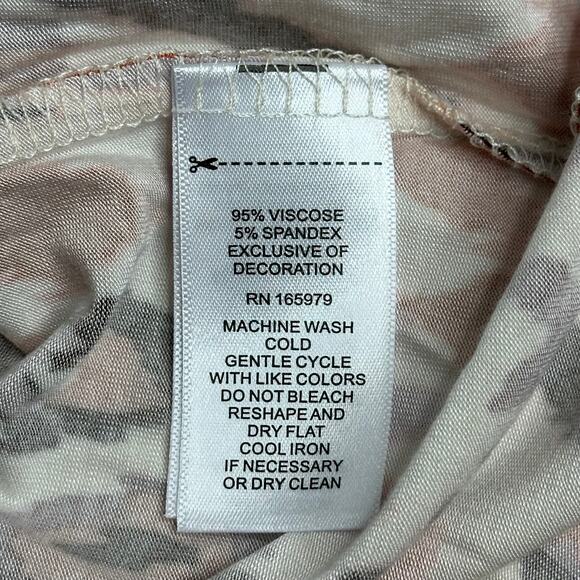 95% VISCOSE
5% SPANDEX
EXCLUSIVE OF
DECORATION
RN 165979
MACHINE WASH
COLD
GENTLE CYCLE
WITH LIKE COLORS
DO NOT BLEACH
RESHAPE AND
DRY FLAT
COOL IRON
IF NECESSARY
OR DRY CLEAN